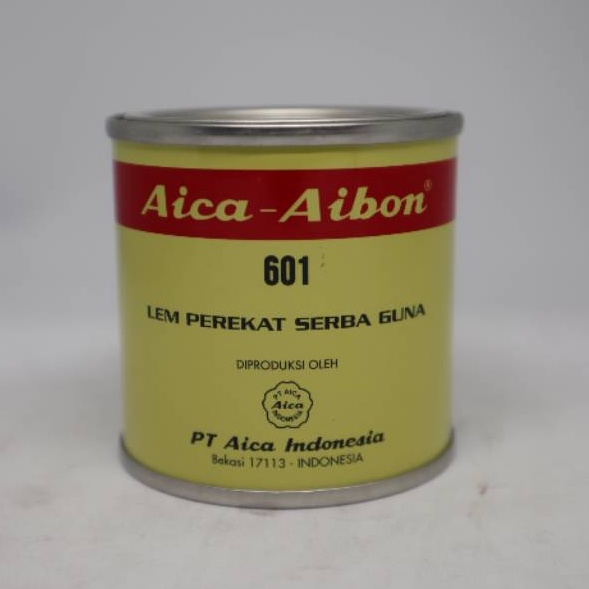 Aica-Aibon®
601
LEM PEREKAT SERBA GUNA
DIPRODUKSI OLEH
PT AICA
Aica
INDONESIA
PT Aica Indonesia
Bekasi 17113 - INDONESIA